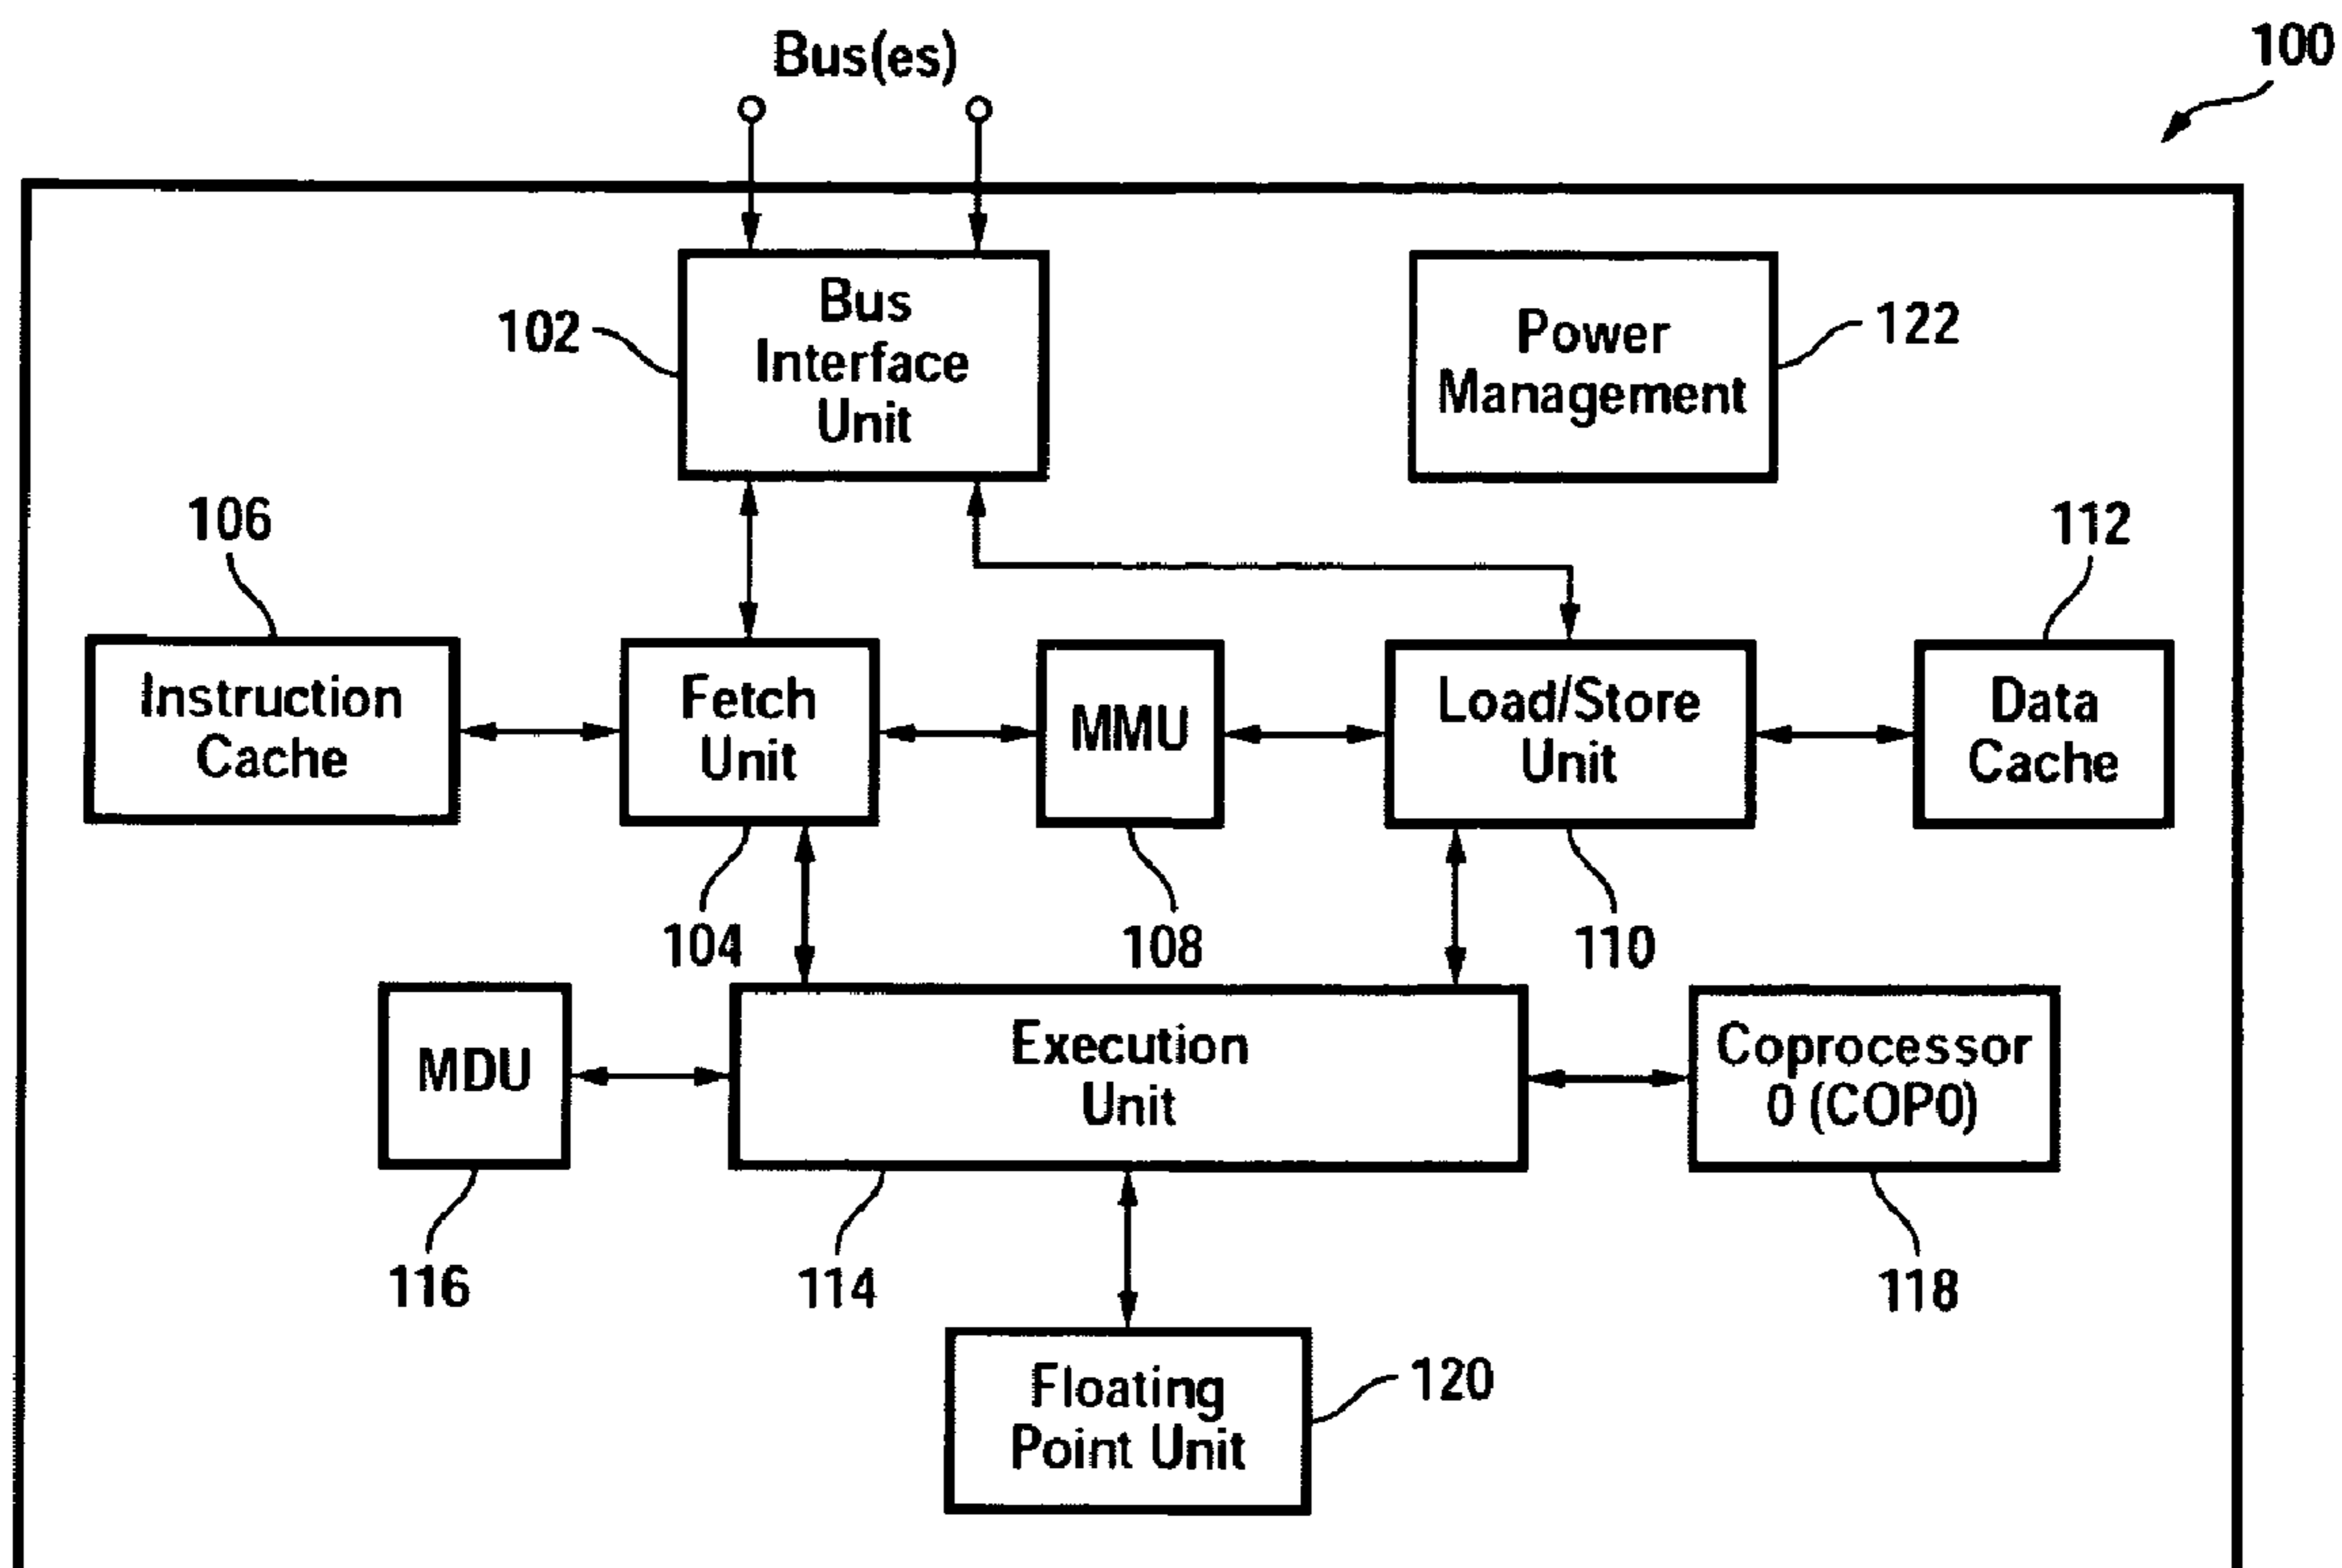 Bus(es)
100
Bus
Interface
Unit
102
Power
Management
122
106
112
Instruction
Cache
Fetch
Unit
MMU
Load/Store
Unit
Data
Cache
104
108
110
MDU
Execution
Unit
Coprocessor
0 (COP0)
116
114
118
Floating
Point Unit
120